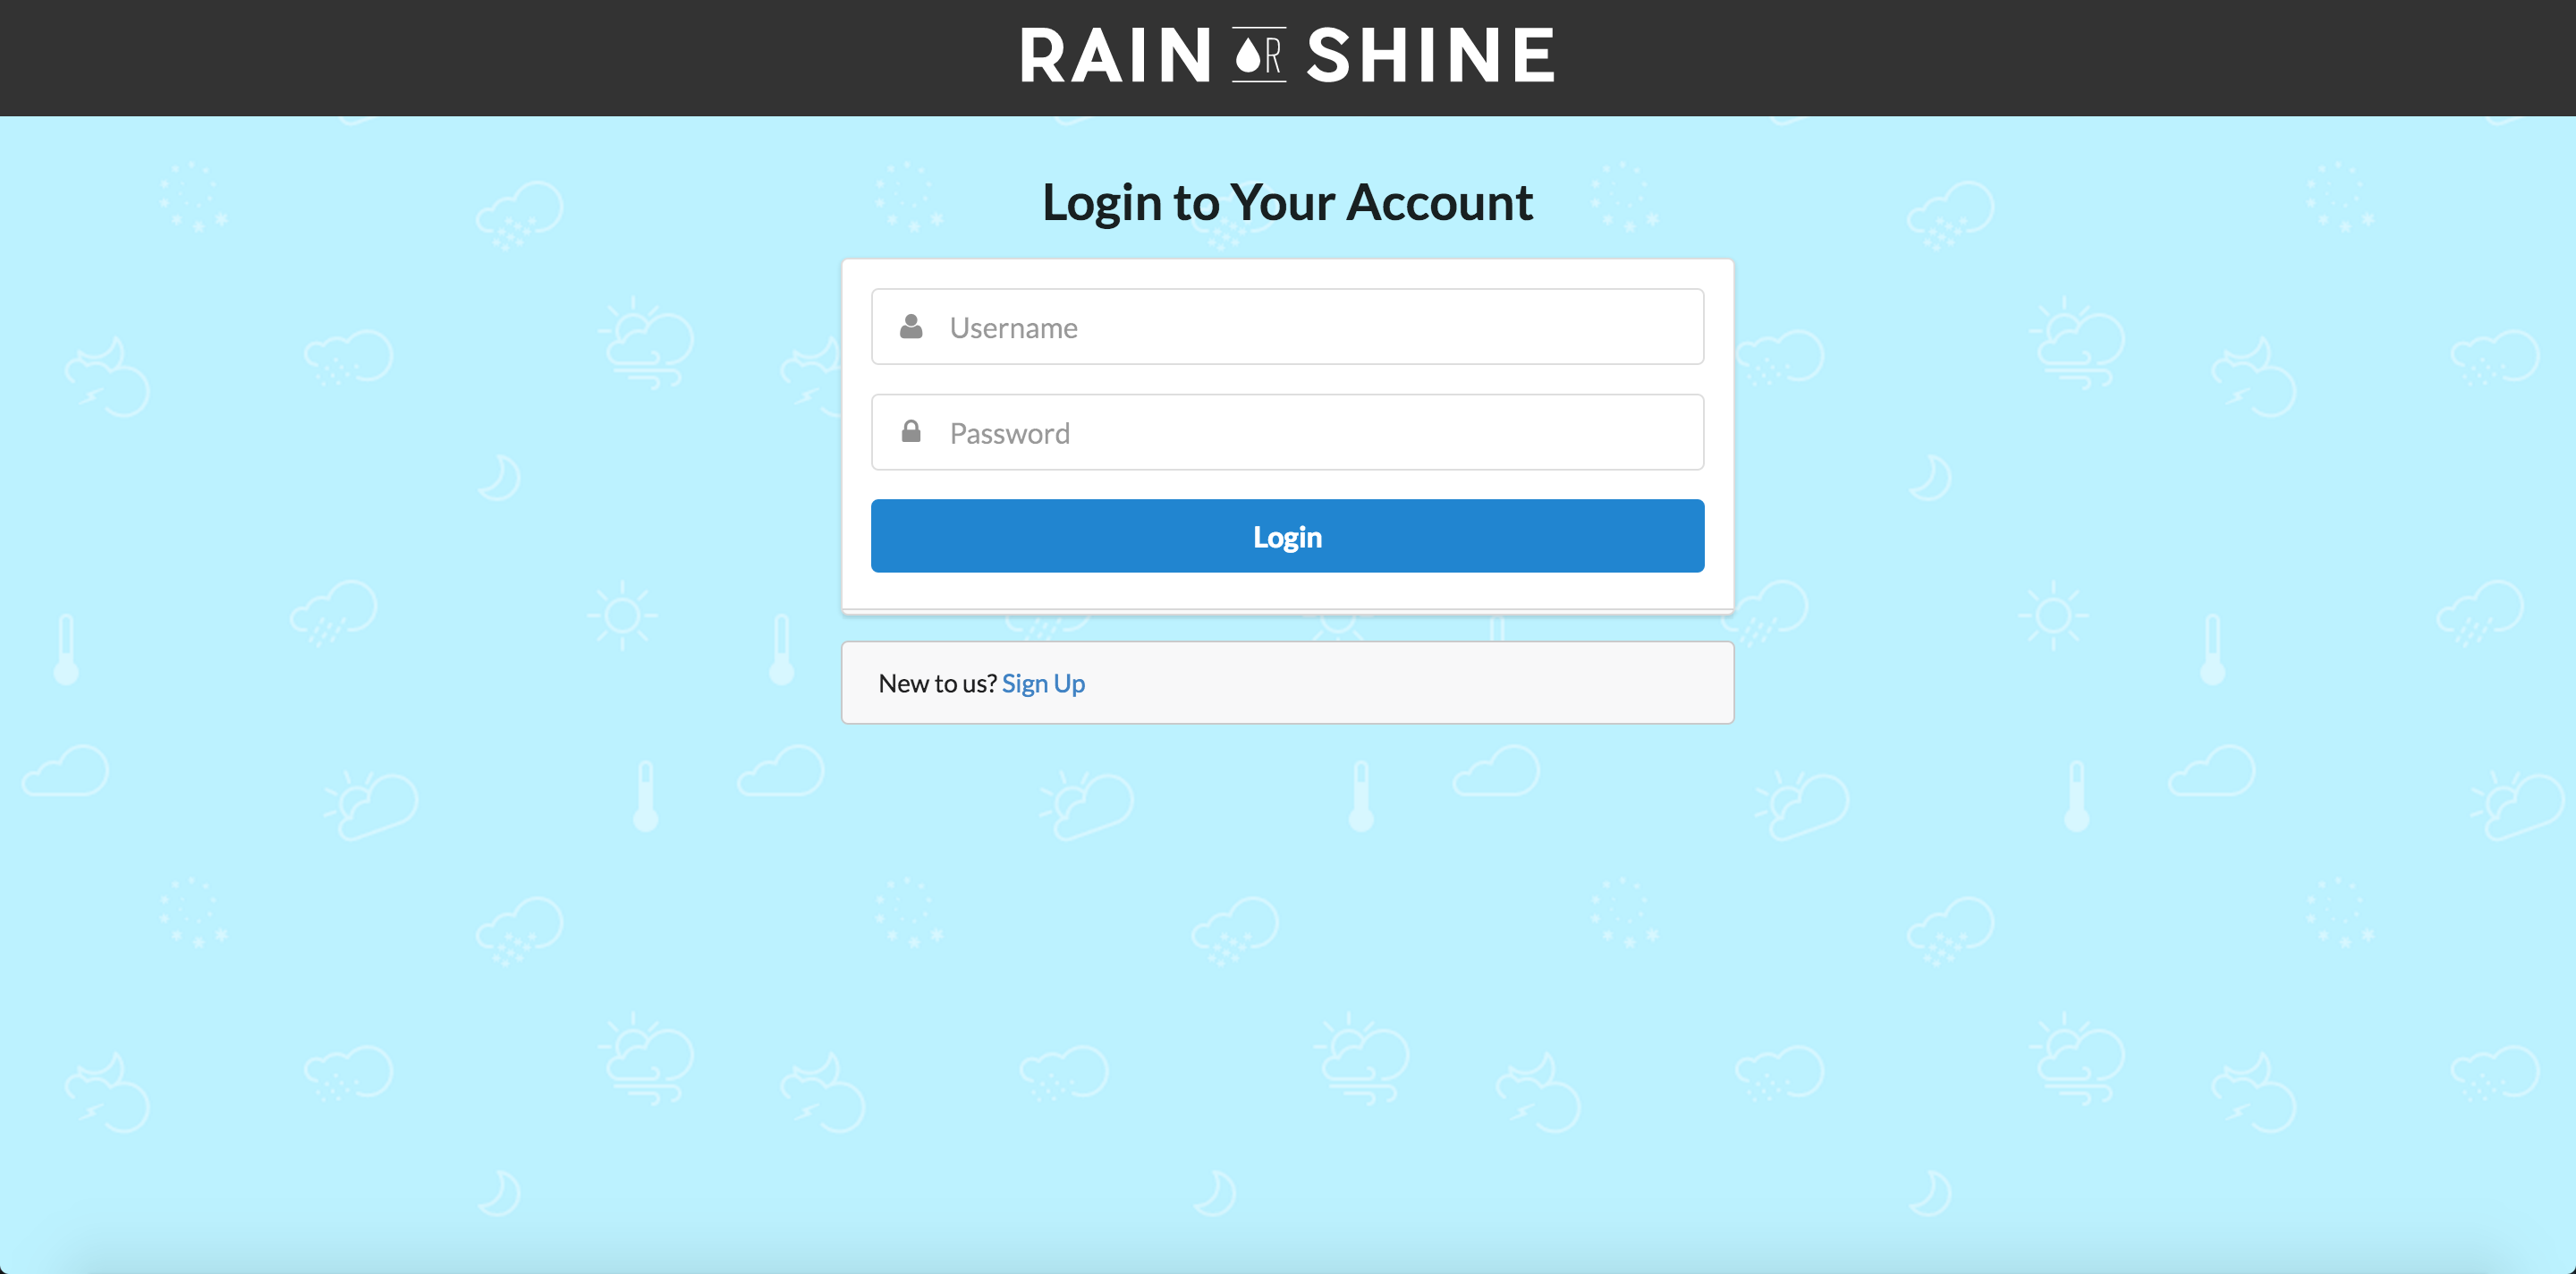 RAIN OR SHINE
Login to Your Account
Username
Password
Login
New to us? Sign Up